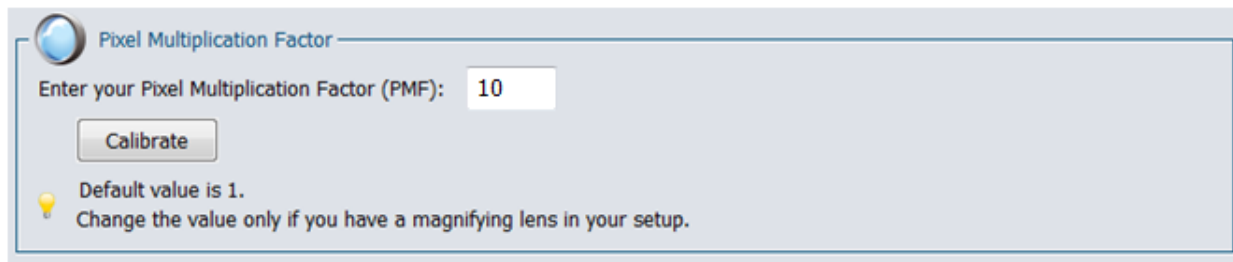 Pixel Multiplication Factor
Enter your Pixel Multiplication Factor (PMF): 10
Calibrate
Default value is 1.
Change the value only if you have a magnifying lens in your setup.